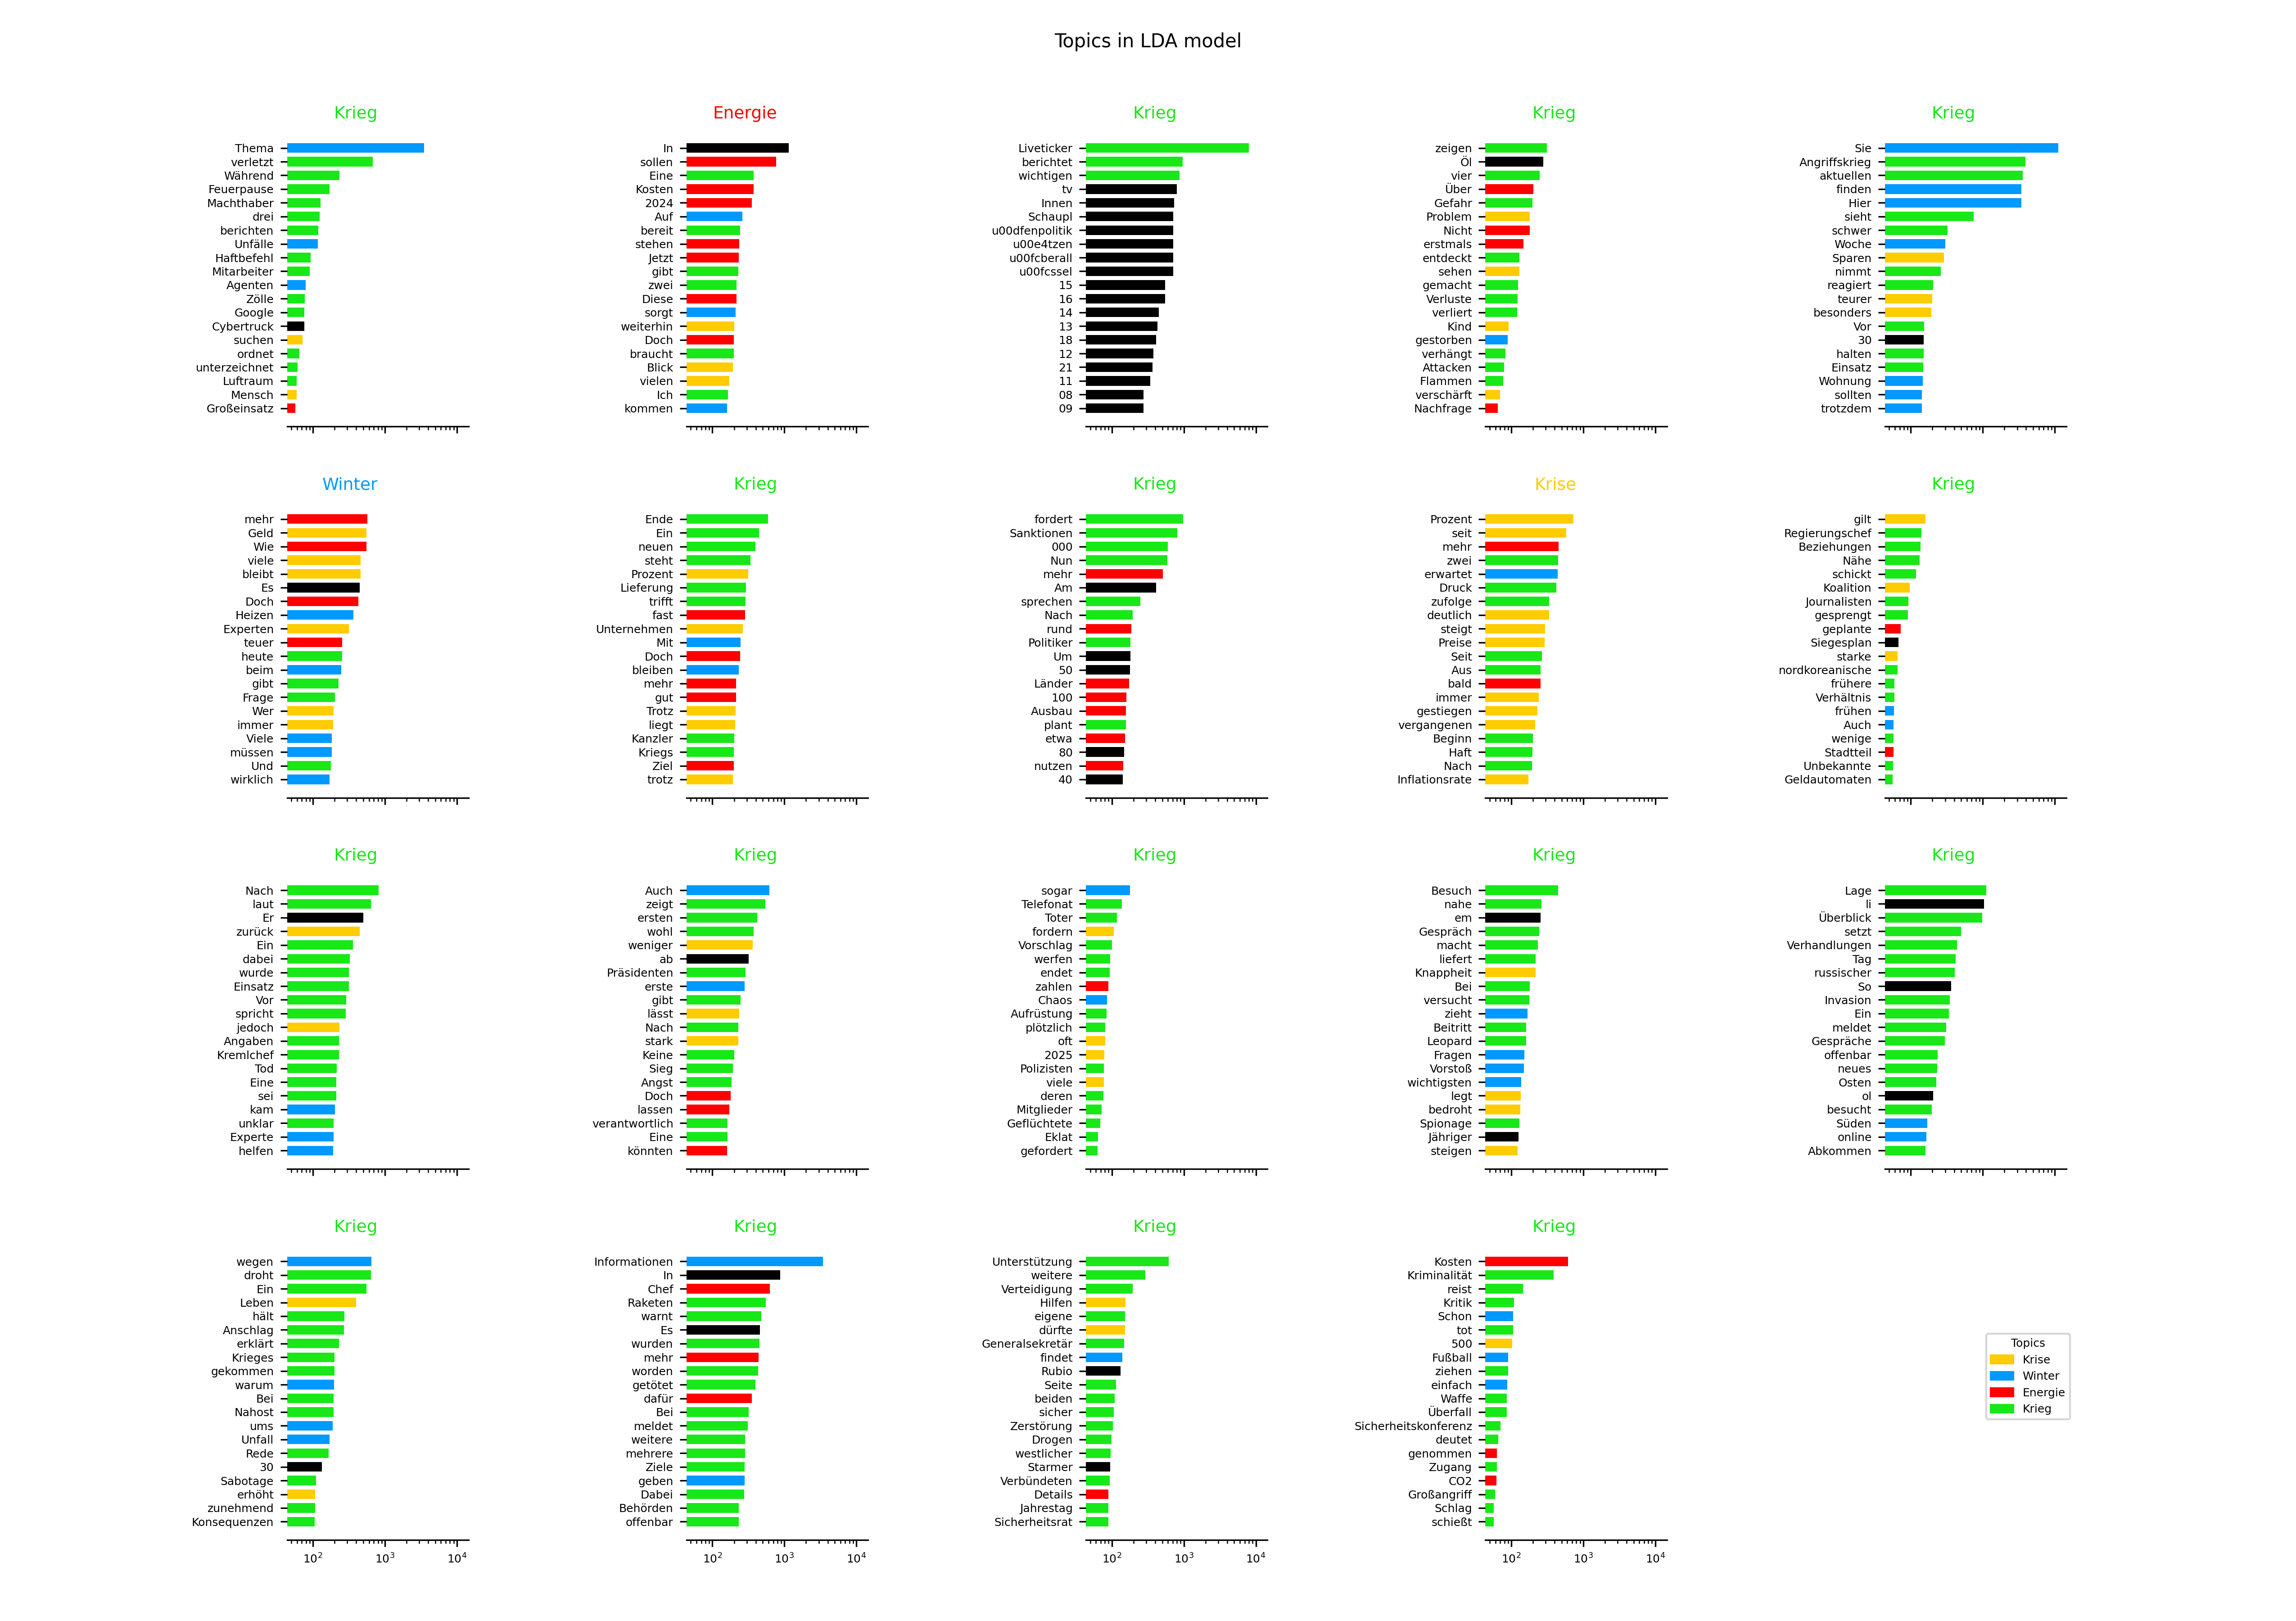 Topics in LDA model
Krieg
Thema
verletzt
Während
Feuerpause
Machthaber
drei
berichten
Unfälle
Haftbefehl
Mitarbeiter
Agenten
Zölle
Google
Cybertruck
suchen
ordnet
unterzeichnet
Luftraum
Mensch
Großeinsatz
Energie
In
sollen
Eine
Kosten
2024
Auf
bereit
stehen
Jetzt
gibt
zwei
Diese
sorgt
weiterhin
Doch
braucht
Blick
vielen
Ich
kommen
Krieg
Liveticker
berichtet
wichtigen
tv
Innen
Schaupl
u00dfenpolitik
u00e4tzen
u00fcberall
u00fcssel
15
16
14
13
18
12
21
11
08
09
Krieg
zeigen
Öl
vier
Über
Gefahr
Problem
Nicht
erstmals
entdeckt
sehen
gemacht
Verluste
verliert
Kind
gestorben
verhängt
Attacken
Flammen
verschärft
Nachfrage
Krieg
Sie
Angriffskrieg
aktuellen
finden
Hier
sieht
schwer
Woche
Sparen
nimmt
reagiert
teurer
besonders
Vor
30
halten
Einsatz
Wohnung
sollten
trotzdem
Winter
mehr
Geld
Wie
viele
bleibt
Es
Doch
Heizen
Experten
teuer
heute
beim
gibt
Frage
Wer
immer
Viele
müssen
Und
wirklich
Krieg
Ende
Ein
neuen
steht
Prozent
Lieferung
trifft
fast
Unternehmen
Mit
Doch
bleiben
mehr
gut
Trotz
liegt
Kanzler
Kriegs
Ziel
trotz
Krieg
fordert
Sanktionen
000
Nun
mehr
Am
sprechen
Nach
rund
Politiker
Um
50
Länder
100
Ausbau
plant
etwa
80
nutzen
40
Krise
Prozent
seit
mehr
zwei
erwartet
Druck
zufolge
deutlich
steigt
Preise
Seit
Aus
bald
immer
gestiegen
vergangenen
Beginn
Haft
Nach
Inflationsrate
Krieg
gilt
Regierungschef
Beziehungen
Nähe
schickt
Koalition
Journalisten
gesprengt
geplante
Siegesplan
starke
nordkoreanische
frühere
Verhältnis
frühen
Auch
wenige
Stadtteil
Unbekannte
Geldautomaten
Krieg
Nach
laut
Er
zurück
Ein
dabei
wurde
Einsatz
Vor
spricht
jedoch
Angaben
Kremlchef
Tod
Eine
sei
kam
unklar
Experte
helfen
Krieg
Auch
zeigt
ersten
wohl
weniger
ab
Präsidenten
erste
gibt
lässt
Nach
stark
Keine
Sieg
Angst
Doch
lassen
verantwortlich
Eine
könnten
Krieg
sogar
Telefonat
Toter
fordern
Vorschlag
werfen
endet
zahlen
Chaos
Aufrüstung
plötzlich
oft
2025
Polizisten
viele
deren
Mitglieder
Geflüchtete
Eklat
gefordert
Krieg
Besuch
nahe
em
Gespräch
macht
liefert
Knappheit
Bei
versucht
zieht
Beitritt
Leopard
Fragen
Vorstoß
wichtigsten
legt
bedroht
Spionage
Jähriger
steigen
Krieg
Lage
li
Überblick
setzt
Verhandlungen
Tag
russischer
So
Invasion
Ein
meldet
Gespräche
offenbar
neues
Osten
ol
besucht
Süden
online
Abkommen
Krieg
wegen
droht
Ein
Leben
hält
Anschlag
erklärt
Krieges
gekommen
warum
Bei
Nahost
ums
Unfall
Rede
30
Sabotage
erhöht
zunehmend
Konsequenzen
10² 10³ 10⁴
Krieg
Informationen
In
Chef
Raketen
warnt
Es
wurden
mehr
worden
getötet
dafür
Bei
meldet
weitere
mehrere
Ziele
geben
Dabei
Behörden
offenbar
10² 10³ 10⁴
Krieg
Unterstützung
weitere
Verteidigung
Hilfen
eigene
dürfte
Generalsekretär
findet
Rubio
Seite
beiden
sicher
Zerstörung
Drogen
westlicher
Starmer
Verbündeten
Details
Jahrestag
Sicherheitsrat
10² 10³ 10⁴
Krieg
Kosten
Kriminalität
reist
Kritik
Schon
tot
500
Fußball
ziehen
einfach
Waffe
Überfall
Sicherheitskonferenz
deutet
genommen
Zugang
CO2
Großangriff
Schlag
schießt
10² 10³ 10⁴
Topics
Krise
Winter
Energie
Krieg